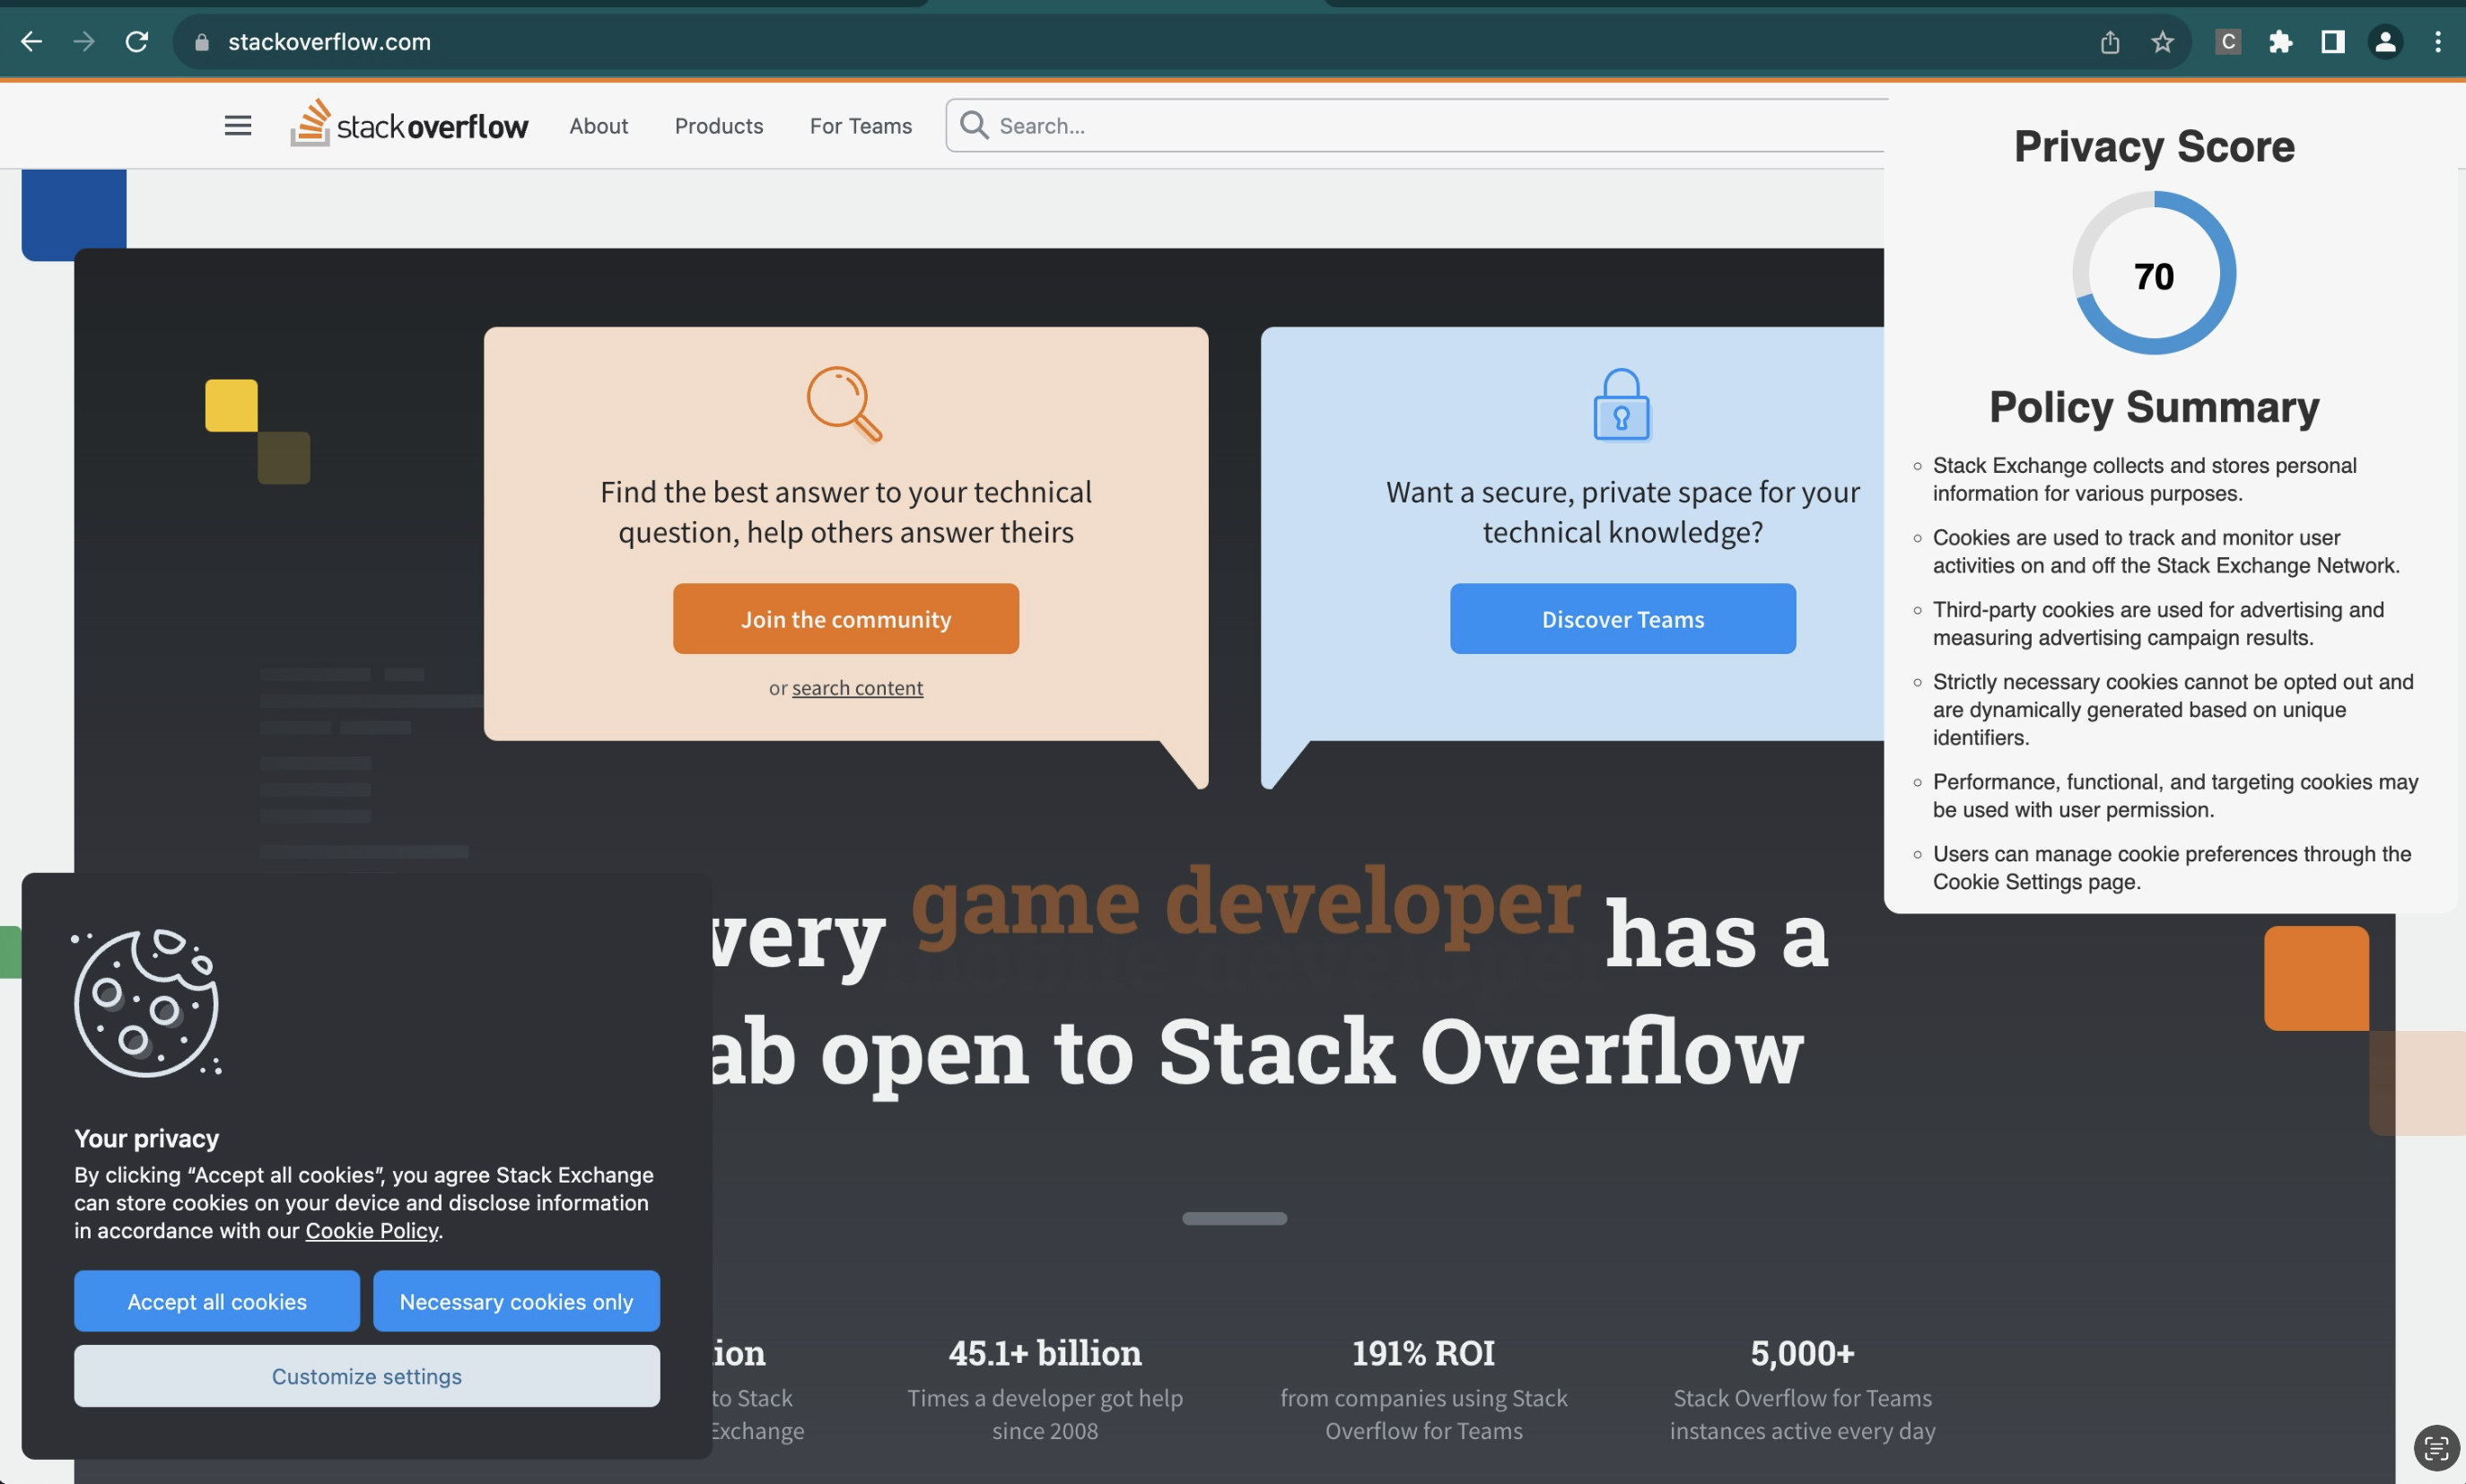 stackoverflow.com
C
stackoverflow
About
Products
For Teams
Search...
Find the best answer to your technical
question, help others answer theirs
Join the community
or search content
Want a secure, private space for your
technical knowledge?
Discover Teams
Privacy Score
70
Policy Summary
Stack Exchange collects and stores personal
information for various purposes.
Cookies are used to track and monitor user
activities on and off the Stack Exchange Network.
Third-party cookies are used for advertising and
measuring advertising campaign results.
Strictly necessary cookies cannot be opted out and
are dynamically generated based on unique
identifiers.
Performance, functional, and targeting cookies may
be used with user permission.
Users can manage cookie preferences through the
Cookie Settings page.
very game developer has a
ab open to Stack Overflow
Your privacy
By clicking “Accept all cookies”, you agree Stack Exchange
can store cookies on your device and disclose information
in accordance with our Cookie Policy.
Accept all cookies
Necessary cookies only
Customize settings
ion
to Stack
Exchange
45.1+ billion
Times a developer got help
since 2008
191% ROI
from companies using Stack
Overflow for Teams
5,000+
Stack Overflow for Teams
instances active every day